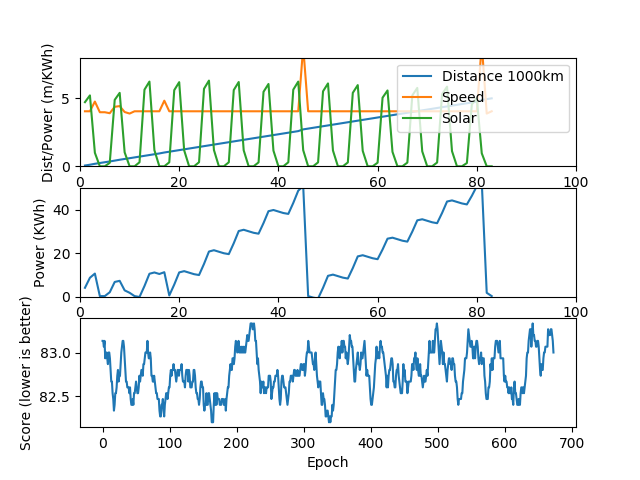 Dist/Power (m/KWh)
5
0
Distance 1000km
Speed
Solar
0 20 40 60 80 100
Power (KWh)
40
20
0
0 20 40 60 80 100
Score (lower is better)
83.0
82.5
0 100 200 300 400 500 600 700
Epoch